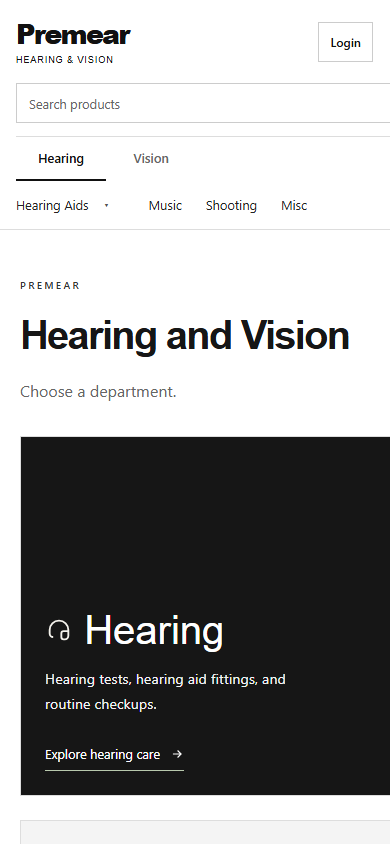 Premear
HEARING & VISION
Login
Search products
Hearing
Vision
Hearing Aids
Music
Shooting
Misc
PREMEAR
Hearing and Vision
Choose a department.
Hearing
Hearing tests, hearing aid fittings, and
routine checkups.
Explore hearing care →